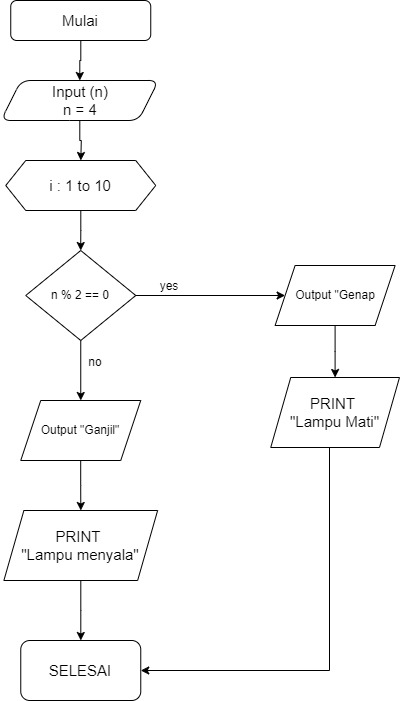 Mulai
Input (n)
n = 4
i : 1 to 10
n % 2 == 0
yes
Output "Genap
no
PRINT
"Lampu Mati"
Output "Ganjil"
PRINT
"Lampu menyala"
SELESAI